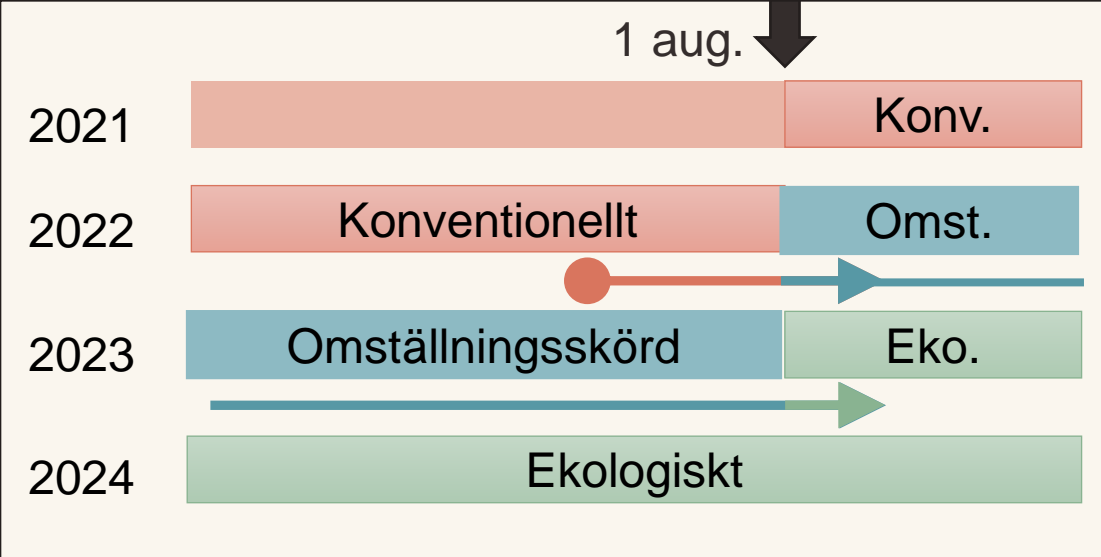 1 aug.
2021 Konv.
2022 Konventionellt Omst.
2023 Omställningsskörd Eko.
2024 Ekologiskt